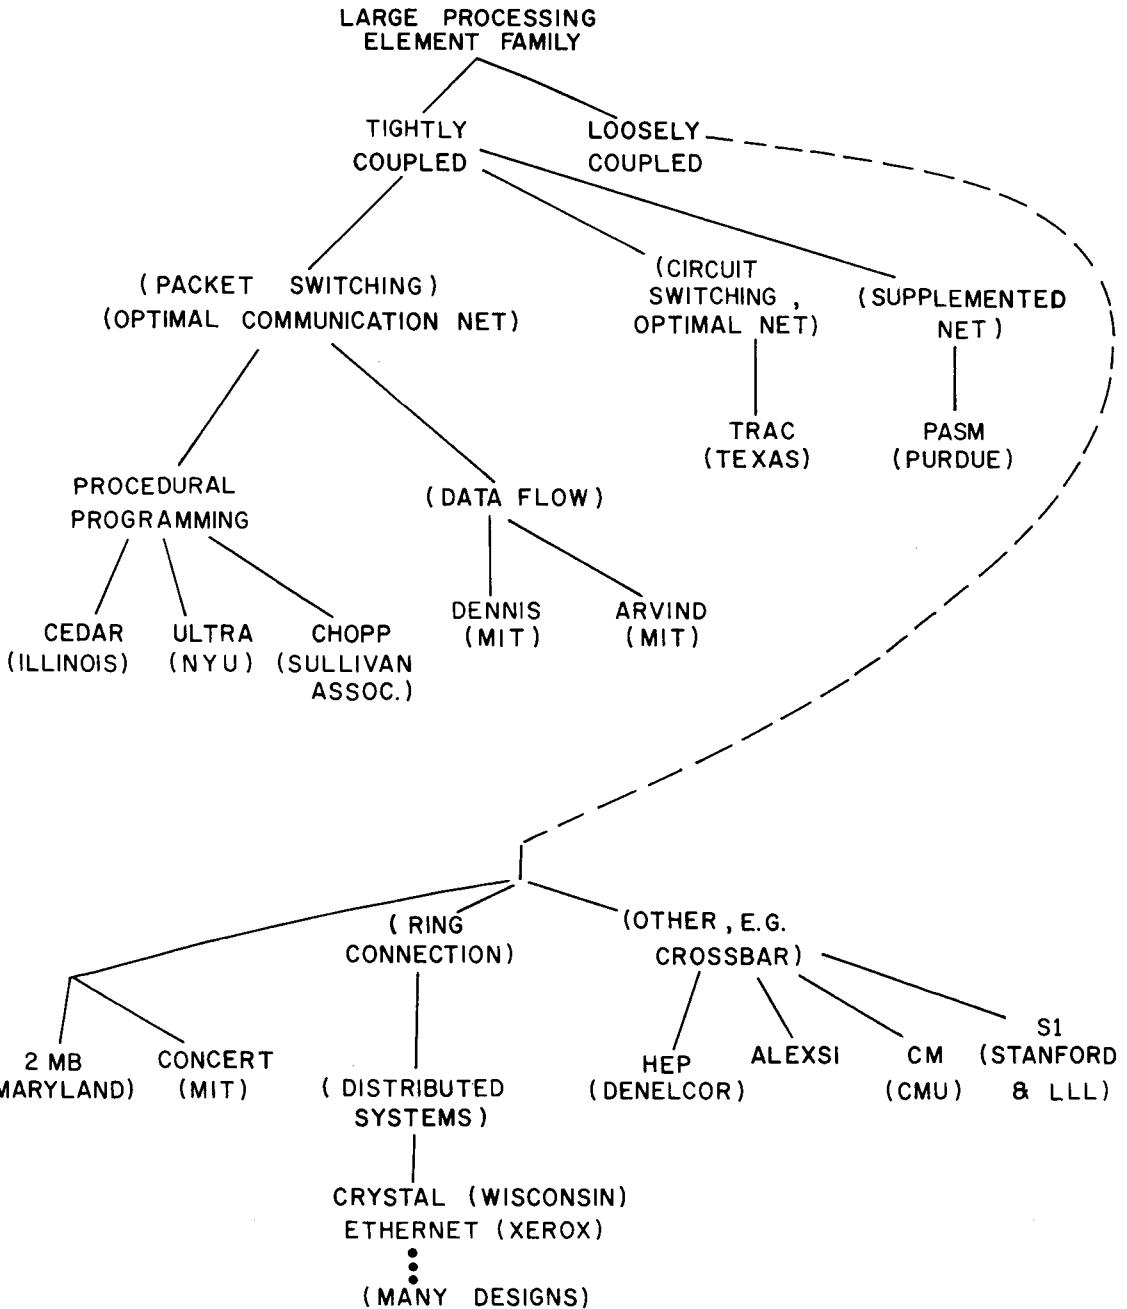 LARGE PROCESSING
ELEMENT FAMILY
TIGHTLY
COUPLED
LOOSELY
COUPLED
(PACKET SWITCHING)
(OPTIMAL COMMUNICATION NET)
(CIRCUIT
SWITCHING,
OPTIMAL NET)
(SUPPLEMENTED
NET)
TRAC
(TEXAS)
PASM
(PURDUE)
PROCEDURAL
PROGRAMMING
(DATA FLOW)
CEDAR
(ILLINOIS)
ULTRA
(NYU)
CHOPP
(SULLIVAN
ASSOC.)
DENNIS
(MIT)
ARVIND
(MIT)
(RING
CONNECTION)
(OTHER, E.G.
CROSSBAR)
2 MB
MARYLAND)
CONCERT
(MIT)
(DISTRIBUTED
SYSTEMS)
HEP
(DENELCOR)
ALEXSI
CM
(CMU)
S1
(STANFORD
& LLL)
CRYSTAL (WISCONSIN)
ETHERNET (XEROX)
(MANY DESIGNS)